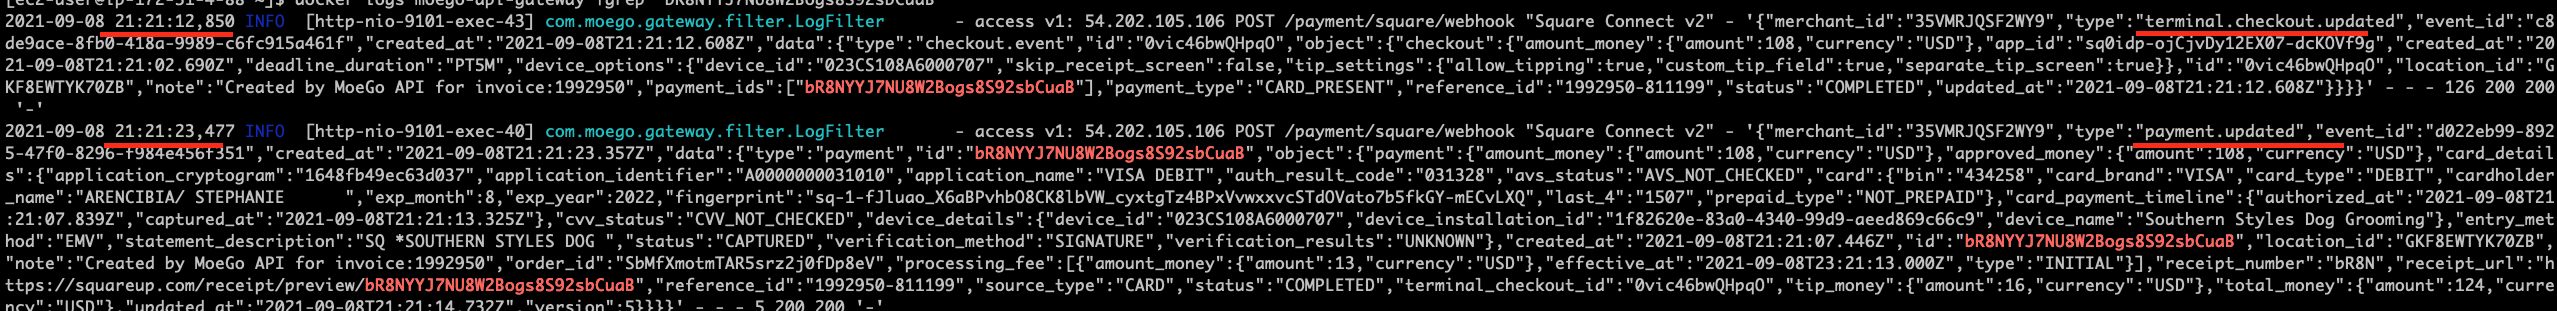 [ec2-user@ip-172-31-4-88 ~]$ docker logs moego-api-gateway |grep "bR8NYYJ7NU8W2Bogs8S92sbCuaB"
2021-09-08 21:21:12,850 INFO  [http-nio-9101-exec-43] com.moego.gateway.filter.LogFilter       - access v1: 54.202.105.106 POST /payment/square/webhook "Square Connect v2" - '{"merchant_id":"35VMRJQSF2WY9","type":"terminal.checkout.updated","event_id":"c8
de9ace-8fb0-418a-9989-c6fc915a461f","created_at":"2021-09-08T21:21:12.608Z","data":{"type":"checkout.event","id":"0vic46bwQHpqO","object":{"checkout":{"amount_money":{"amount":108,"currency":"USD"},"app_id":"sq0idp-ojCjvDy12EX07-dcKOVf9g","created_at":"20
21-09-08T21:21:02.690Z","deadline_duration":"PT5M","device_options":{"device_id":"023CS108A6000707","skip_receipt_screen":false,"tip_settings":{"allow_tipping":true,"custom_tip_field":true,"separate_tip_screen":true}},"id":"0vic46bwQHpqO","location_id":"G
KF8EWTYK70ZB","note":"Created by MoeGo API for invoice:1992950","payment_ids":["bR8NYYJ7NU8W2Bogs8S92sbCuaB"],"payment_type":"CARD_PRESENT","reference_id":"1992950-811199","status":"COMPLETED","updated_at":"2021-09-08T21:21:12.608Z"}}}}' - - - 126 200 200
 '-'
2021-09-08 21:21:23,477 INFO  [http-nio-9101-exec-40] com.moego.gateway.filter.LogFilter       - access v1: 54.202.105.106 POST /payment/square/webhook "Square Connect v2" - '{"merchant_id":"35VMRJQSF2WY9","type":"payment.updated","event_id":"d022eb99-892
5-47f0-8296-f984e456f351","created_at":"2021-09-08T21:21:23.357Z","data":{"type":"payment","id":"bR8NYYJ7NU8W2Bogs8S92sbCuaB","object":{"payment":{"amount_money":{"amount":108,"currency":"USD"},"approved_money":{"amount":108,"currency":"USD"},"card_detail
s":{"application_cryptogram":"1648fb49ec63d037","application_identifier":"A0000000031010","application_name":"VISA DEBIT","auth_result_code":"031328","avs_status":"AVS_NOT_CHECKED","card":{"bin":"434258","card_brand":"VISA","card_type":"DEBIT","cardholder
_name":"ARENCIBIA/ STEPHANIE      ","exp_month":8,"exp_year":2022,"fingerprint":"sq-1-fJluao_X6aBPvhbO8CK8lbVW_cyxtgTz4BPxVvwxxvcSTdOVato7b5fkGY-mECvLXQ","last_4":"1507","prepaid_type":"NOT_PREPAID"},"card_payment_timeline":{"authorized_at":"2021-09-08T21
:21:07.839Z","captured_at":"2021-09-08T21:21:13.325Z"},"cvv_status":"CVV_NOT_CHECKED","device_details":{"device_id":"023CS108A6000707","device_installation_id":"1f82620e-83a0-4340-99d9-aeed869c66c9","device_name":"Southern Styles Dog Grooming"},"entry_met
hod":"EMV","statement_description":"SQ *SOUTHERN STYLES DOG ","status":"CAPTURED","verification_method":"SIGNATURE","verification_results":"UNKNOWN"},"created_at":"2021-09-08T21:21:07.446Z","id":"bR8NYYJ7NU8W2Bogs8S92sbCuaB","location_id":"GKF8EWTYK70ZB",
"note":"Created by MoeGo API for invoice:1992950","order_id":"SbMfXmotmTAR5srz2j0fDp8eV","processing_fee":[{"amount_money":{"amount":13,"currency":"USD"},"effective_at":"2021-09-08T23:21:13.000Z","type":"INITIAL"}],"receipt_number":"bR8N","receipt_url":"h
ttps://squareup.com/receipt/preview/bR8NYYJ7NU8W2Bogs8S92sbCuaB","reference_id":"1992950-811199","source_type":"CARD","status":"COMPLETED","terminal_checkout_id":"0vic46bwQHpqO","tip_money":{"amount":16,"currency":"USD"},"total_money":{"amount":124,"curre
ncy":"USD"},"updated_at":"2021-09-08T21:21:14.732Z","version":5}}}}' - - - 5 200 200 '-'